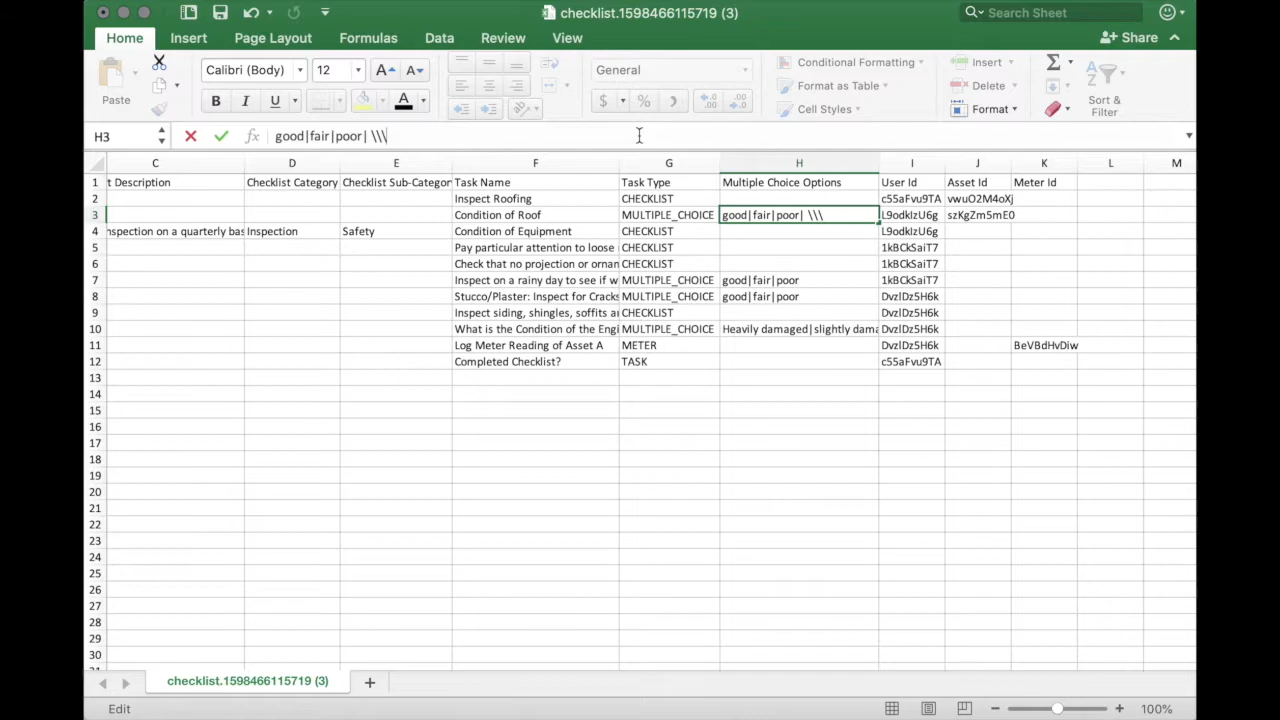 checklist.1598466115719 (3)
Search Sheet
Home Insert Page Layout Formulas Data Review View
Share
Paste
Calibri (Body) 12 A A
B I U A
General
$ %
Conditional Formatting
Format as Table
Cell Styles
Insert
Delete
Format
Sort &
Filter
H3 fx good|fair|poor| \\\
C D E F G H I J K L M
1 t Description Checklist Category Checklist Sub-Categor Task Name Task Type Multiple Choice Options User Id Asset Id Meter Id
2 Inspect Roofing CHECKLIST c55aFvu9TA vwuO2M4oXj
3 Condition of Roof MULTIPLE_CHOICE good|fair|poor| \\\ L9odkIzU6g szKgZm5mE0
4 nspection on a quarterly bas Inspection Safety Condition of Equipment CHECKLIST L9odkIzU6g
5 Pay particular attention to loose CHECKLIST 1kBCkSaiT7
6 Check that no projection or ornan CHECKLIST 1kBCkSaiT7
7 Inspect on a rainy day to see if w MULTIPLE_CHOICE good|fair|poor 1kBCkSaiT7
8 Stucco/Plaster: Inspect for Cracks MULTIPLE_CHOICE good|fair|poor DvzlDz5H6k
9 Inspect siding, shingles, soffits a CHECKLIST DvzlDz5H6k
10 What is the Condition of the Engi MULTIPLE_CHOICE Heavily damaged|slightly dama DvzlDz5H6k
11 Log Meter Reading of Asset A METER DvzlDz5H6k BeVBdHvDiw
12 Completed Checklist? TASK c55aFvu9TA
13
14
15
16
17
18
19
20
21
22
23
24
25
26
27
28
29
30
checklist.1598466115719 (3)
Edit 100%